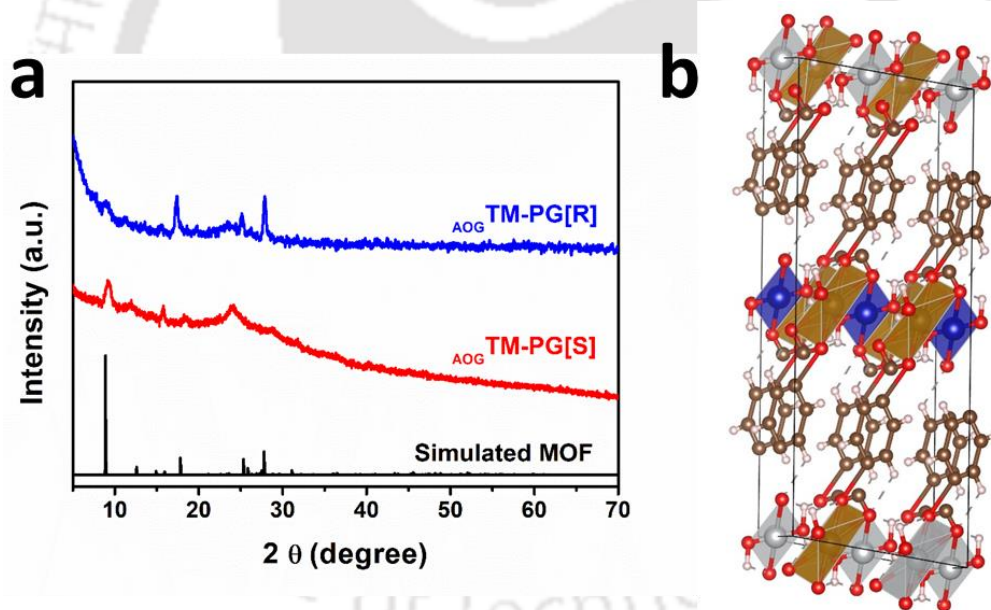 a
b
AOGTM-PG[R]
AOGTM-PG[S]
Simulated MOF
Intensity (a.u.)
10 20 30 40 50 60 70
2 θ (degree)